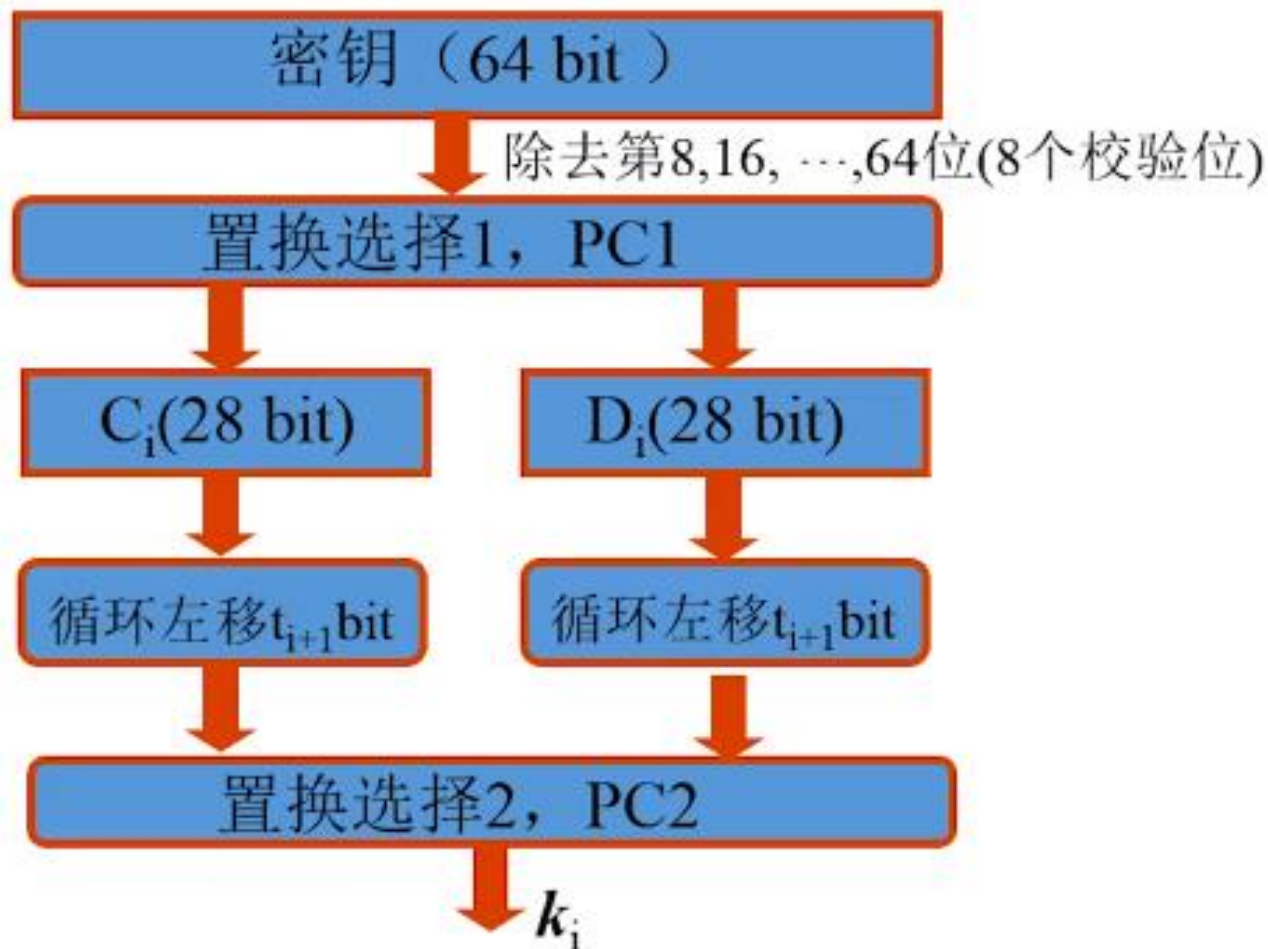 密钥（64 bit ）
除去第8,16, ⋯,64位(8个校验位)
置换选择1，PC1
Cᵢ(28 bit)
Dᵢ(28 bit)
循环左移tᵢ₊₁bit
循环左移tᵢ₊₁bit
置换选择2，PC2
kᵢ